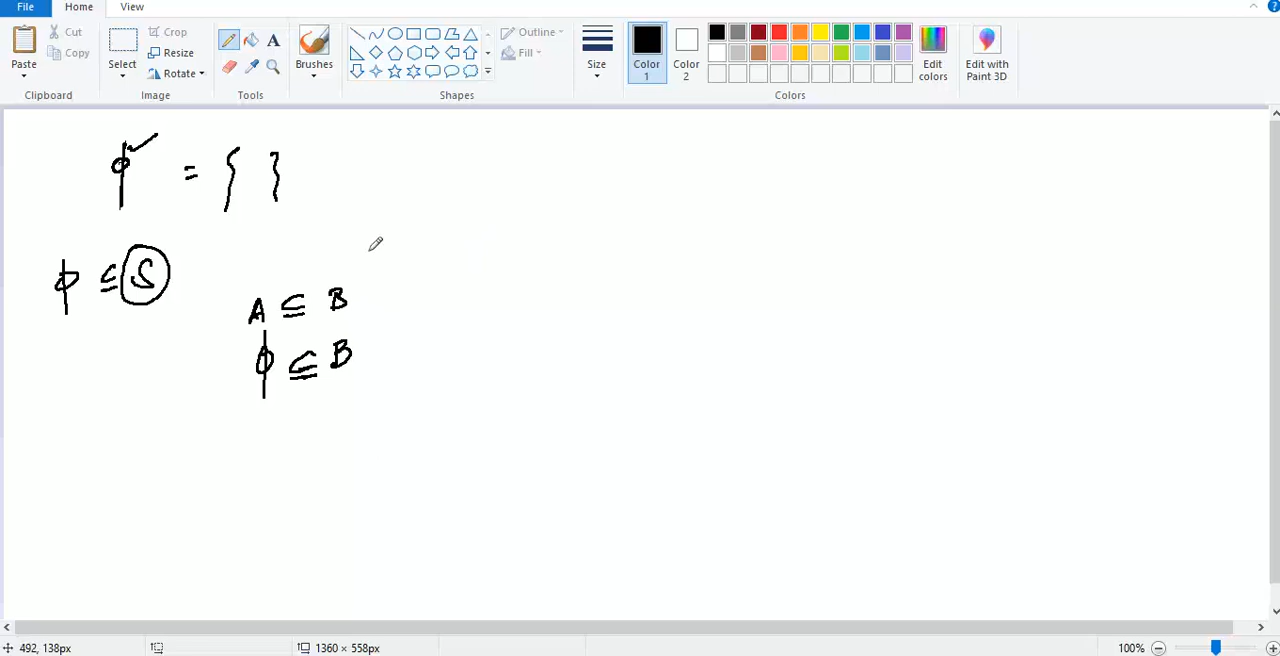 File Home View
Paste Cut Copy Select Crop Resize Rotate Brushes Outline Fill Size Color 1 Color 2 Edit colors Edit with Paint 3D
Clipboard Image Tools Shapes Colors
ϕ = { }
ϕ ⊆ S
A ⊆ B
ϕ ⊆ B
492, 138px 1360 × 558px 100%